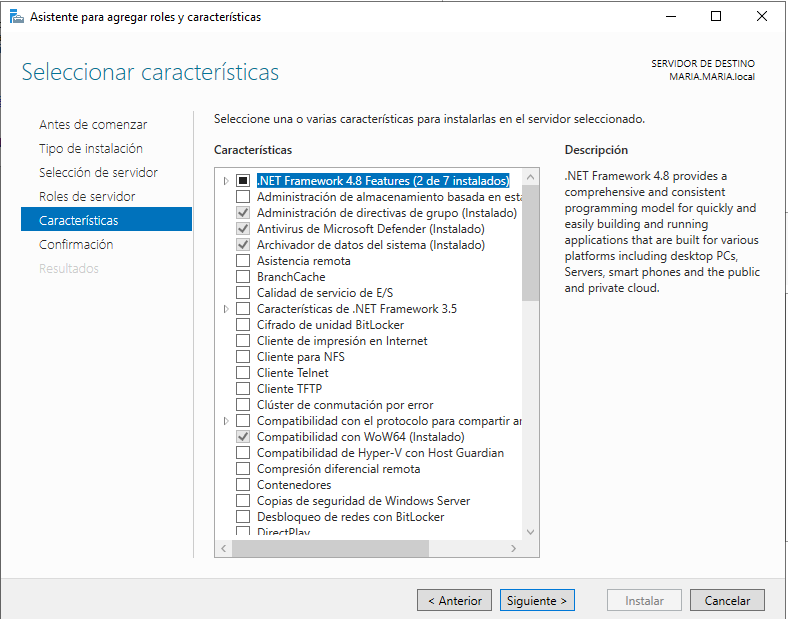 Asistente para agregar roles y características
Seleccionar características
SERVIDOR DE DESTINO
MARIA.MARIA.local
Antes de comenzar
Tipo de instalación
Selección de servidor
Roles de servidor
Características
Confirmación
Resultados
Seleccione una o varias características para instalarlas en el servidor seleccionado.
Características
.NET Framework 4.8 Features (2 de 7 instalados)
Administración de almacenamiento basada en está
Administración de directivas de grupo (Instalado)
Antivirus de Microsoft Defender (Instalado)
Archivador de datos del sistema (Instalado)
Asistencia remota
BranchCache
Calidad de servicio de E/S
Características de .NET Framework 3.5
Cifrado de unidad BitLocker
Cliente de impresión en Internet
Cliente para NFS
Cliente Telnet
Cliente TFTP
Clúster de conmutación por error
Compatibilidad con el protocolo para compartir ar
Compatibilidad con WoW64 (Instalado)
Compatibilidad de Hyper-V con Host Guardian
Compresión diferencial remota
Contenedores
Copias de seguridad de Windows Server
Desbloqueo de redes con BitLocker
DirectPlay
Descripción
.NET Framework 4.8 provides a
comprehensive and consistent
programming model for quickly and
easily building and running
applications that are built for various
platforms including desktop PCs,
Servers, smart phones and the public
and private cloud.
< Anterior
Siguiente >
Instalar
Cancelar